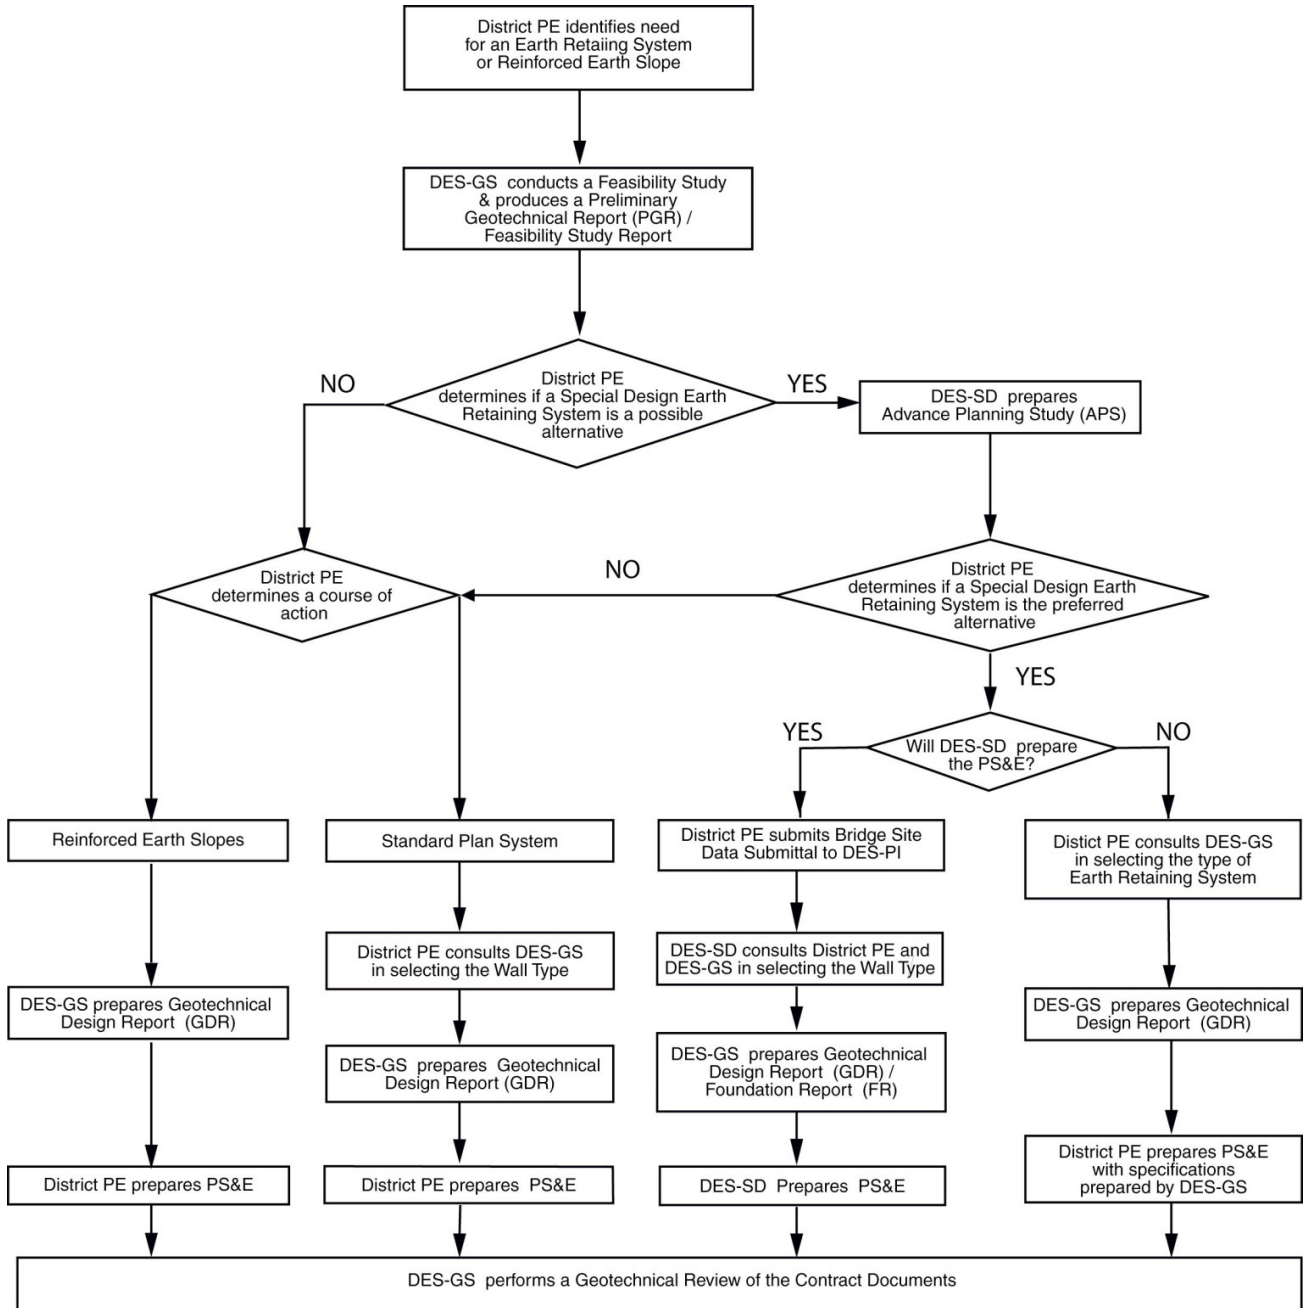 District PE identifies need
for an Earth Retaiing System
or Reinforced Earth Slope
DES-GS conducts a Feasibility Study
& produces a Preliminary
Geotechnical Report (PGR) /
Feasibility Study Report
NO
District PE
determines if a Special Design Earth
Retaining System is a possible
alternative
YES
DES-SD prepares
Advance Planning Study (APS)
District PE
determines a course of
action
NO
District PE
determines if a Special Design Earth
Retaining System is the preferred
alternative
YES
YES
Will DES-SD prepare
the PS&E?
NO
Reinforced Earth Slopes
Standard Plan System
District PE submits Bridge Site
Data Submittal to DES-PI
Distict PE consults DES-GS
in selecting the type of
Earth Retaining System
District PE consults DES-GS
in selecting the Wall Type
DES-SD consults District PE and
DES-GS in selecting the Wall Type
DES-GS prepares Geotechnical
Design Report (GDR)
DES-GS prepares Geotechnical
Design Report (GDR)
DES-GS prepares Geotechnical
Design Report (GDR) /
Foundation Report (FR)
DES-GS prepares Geotechnical
Design Report (GDR)
District PE prepares PS&E
District PE prepares PS&E
DES-SD Prepares PS&E
District PE prepares PS&E
with specifications
prepared by DES-GS
DES-GS performs a Geotechnical Review of the Contract Documents